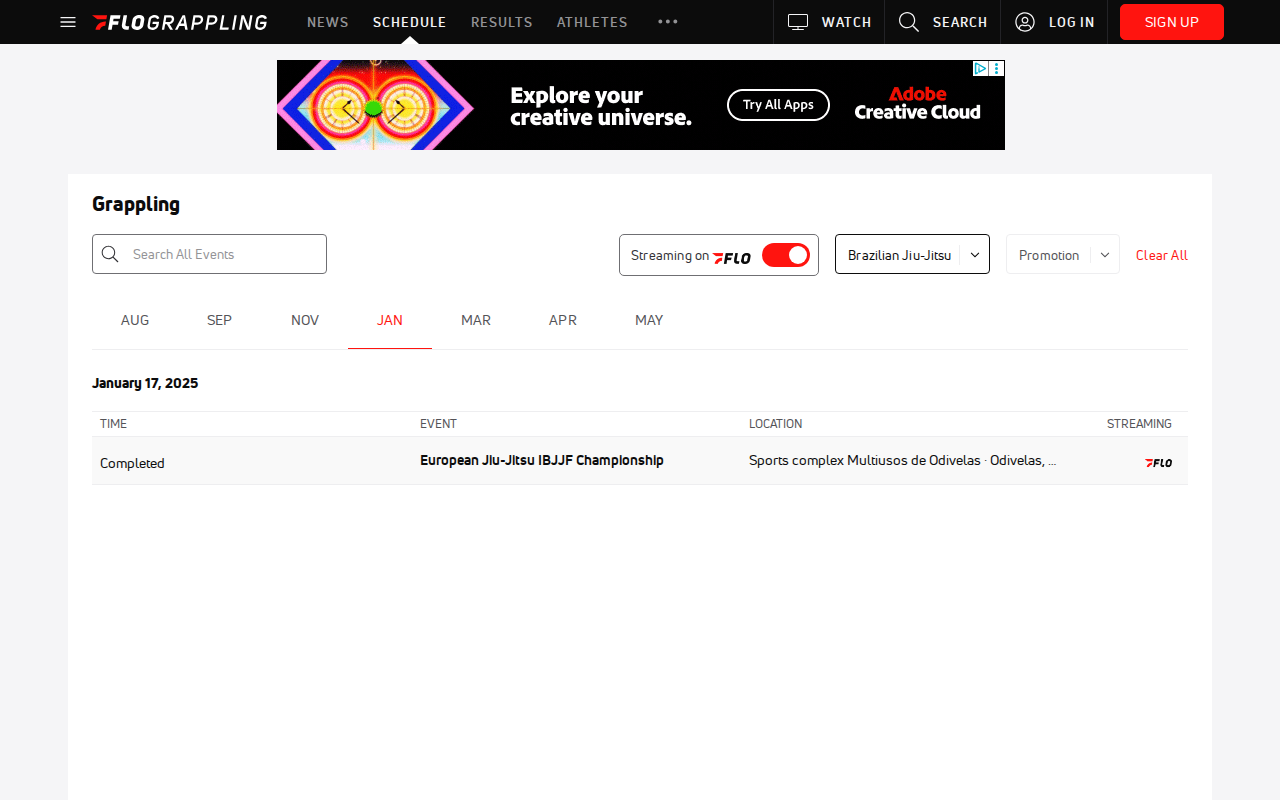 FLOGRAPPLING NEWS SCHEDULE RESULTS ATHLETES WATCH SEARCH LOG IN SIGN UP
Explore your
creative universe.
Try All Apps
Adobe
Creative Cloud
Grappling
Search All Events
Streaming on FLO
Brazilian Jiu-Jitsu
Promotion
Clear All
AUG SEP NOV JAN MAR APR MAY
January 17, 2025
TIME EVENT LOCATION STREAMING
Completed European Jiu-Jitsu IBJJF Championship Sports complex Multiusos de Odivelas · Odivelas, ... FLO